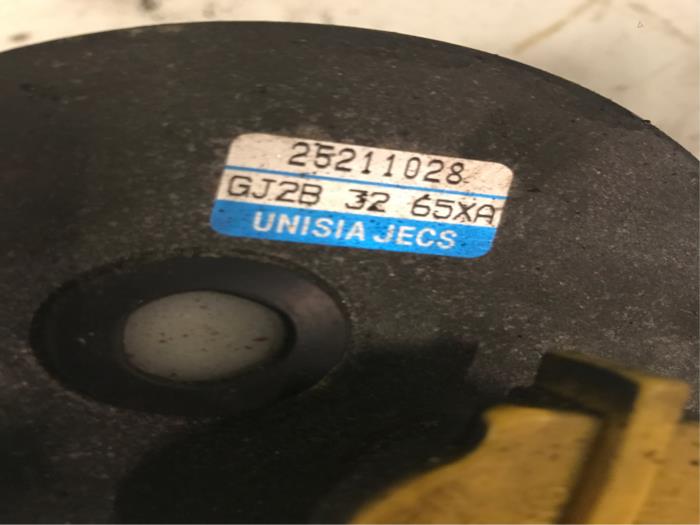 25211028
GJ2B 32 65XA
UNISIA JECS